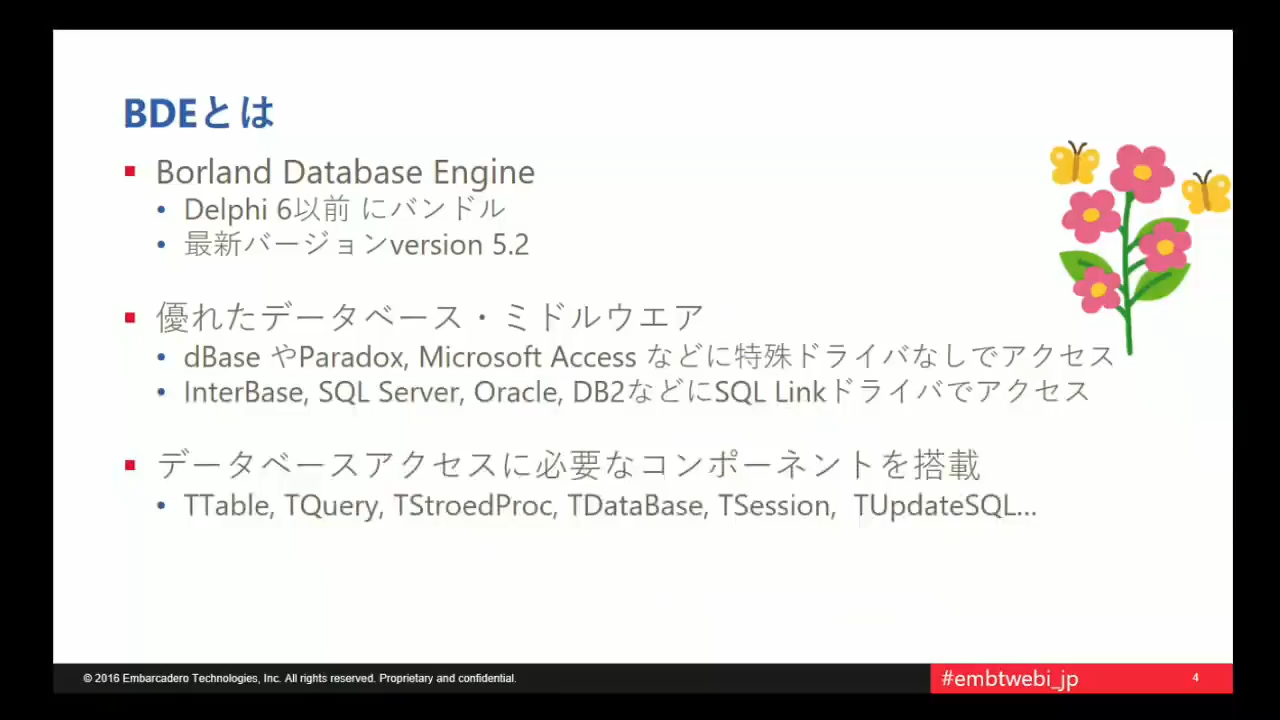 BDEとは
Borland Database Engine
Delphi 6以前 にバンドル
最新バージョンversion 5.2
優れたデータベース・ミドルウエア
dBase やParadox, Microsoft Access などに特殊ドライバなしでアクセス
InterBase, SQL Server, Oracle, DB2などにSQL Linkドライバでアクセス
データベースアクセスに必要なコンポーネントを搭載
TTable, TQuery, TStroedProc, TDataBase, TSession, TUpdateSQL...
© 2016 Embarcadero Technologies, Inc. All rights reserved. Proprietary and confidential.
#embtwebi_jp
4